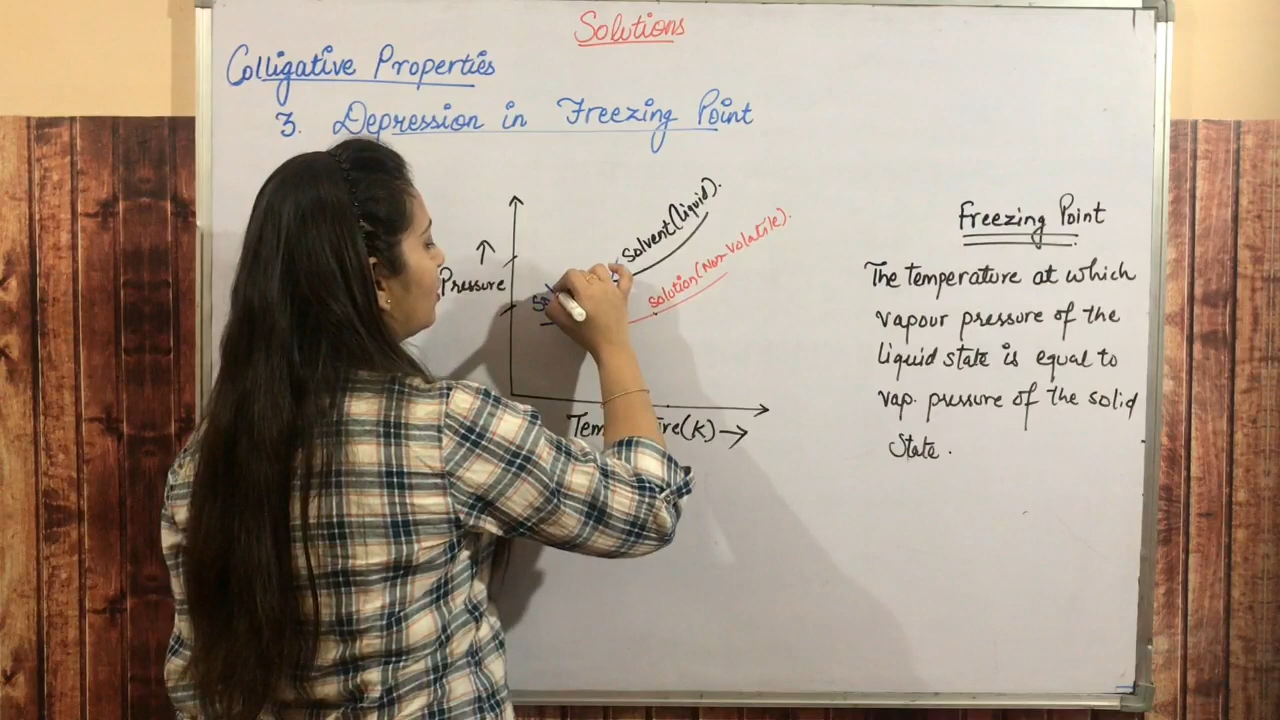 Solutions
Colligative Properties
3. Depression in Freezing Point
Solvent (liquid).
Solution (Non-Volatile).
Pressure
(K)
Freezing Point
The temperature at which
vapour pressure of the
liquid state is equal to
vap. pressure of the solid
State.